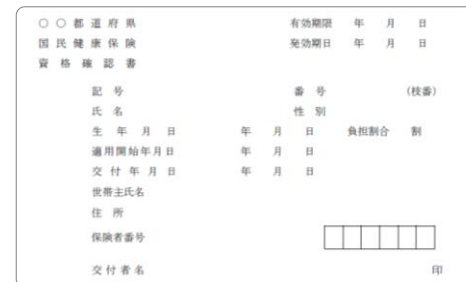 ○○都道府県 有効期限 年 月 日
国民健康保険 発効期日 年 月 日
資格確認書
記号 番号 (枝番)
氏名 性別
生年月日 年 月 日 負担割合 割
適用開始年月日 年 月 日
交付年月日 年 月 日
世帯主氏名
住所
保険者番号
交付者名 印